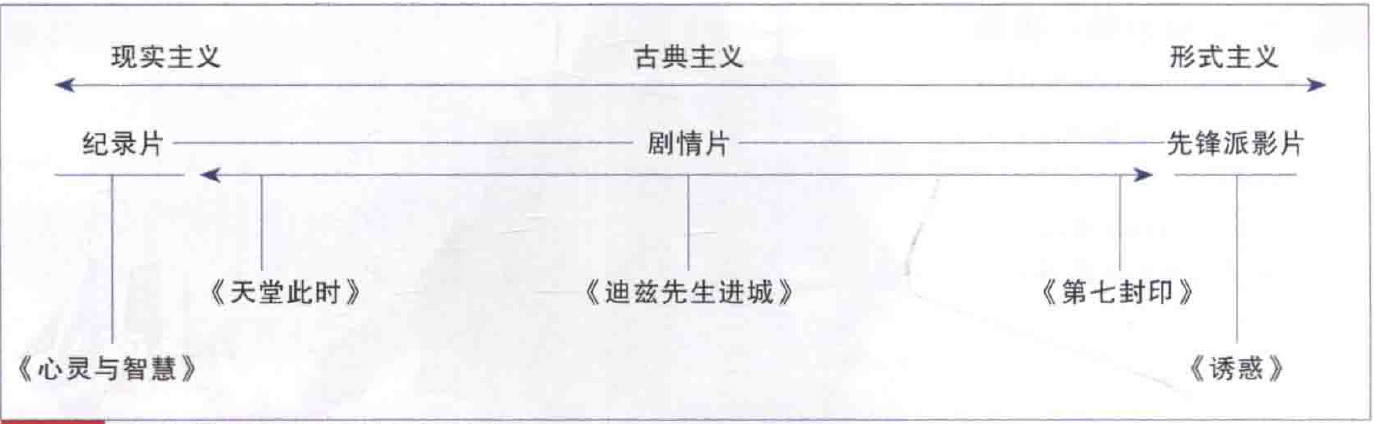 现实主义 古典主义 形式主义
纪录片 剧情片 先锋派影片
《天堂此时》 《迪兹先生进城》 《第七封印》
《心灵与智慧》 《诱惑》